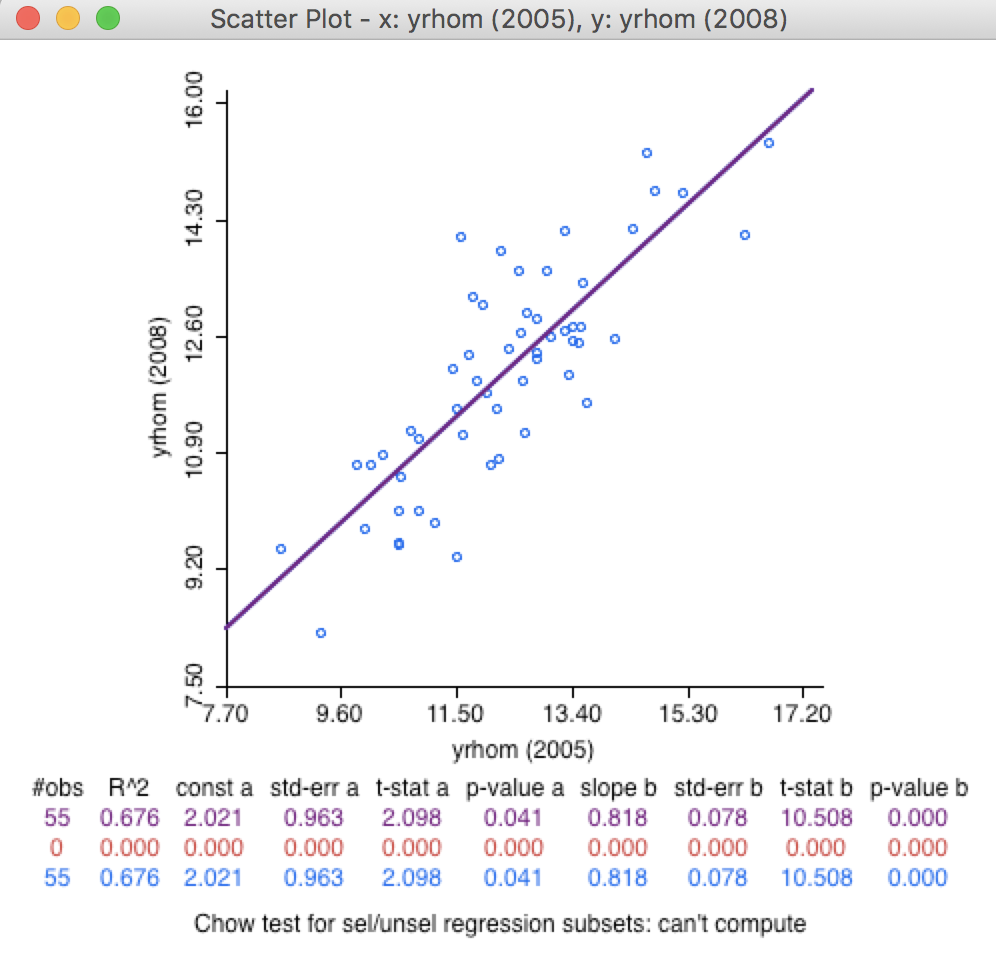 Scatter Plot - x: yrhom (2005), y: yrhom (2008)
16.00
14.30
12.60
10.90
9.20
7.50
yrhom (2008)
7.70 9.60 11.50 13.40 15.30 17.20
yrhom (2005)
#obs R^2 const a std-err a t-stat a p-value a slope b std-err b t-stat b p-value b
55 0.676 2.021 0.963 2.098 0.041 0.818 0.078 10.508 0.000
0 0.000 0.000 0.000 0.000 0.000 0.000 0.000 0.000 0.000
55 0.676 2.021 0.963 2.098 0.041 0.818 0.078 10.508 0.000
Chow test for sel/unsel regression subsets: can't compute